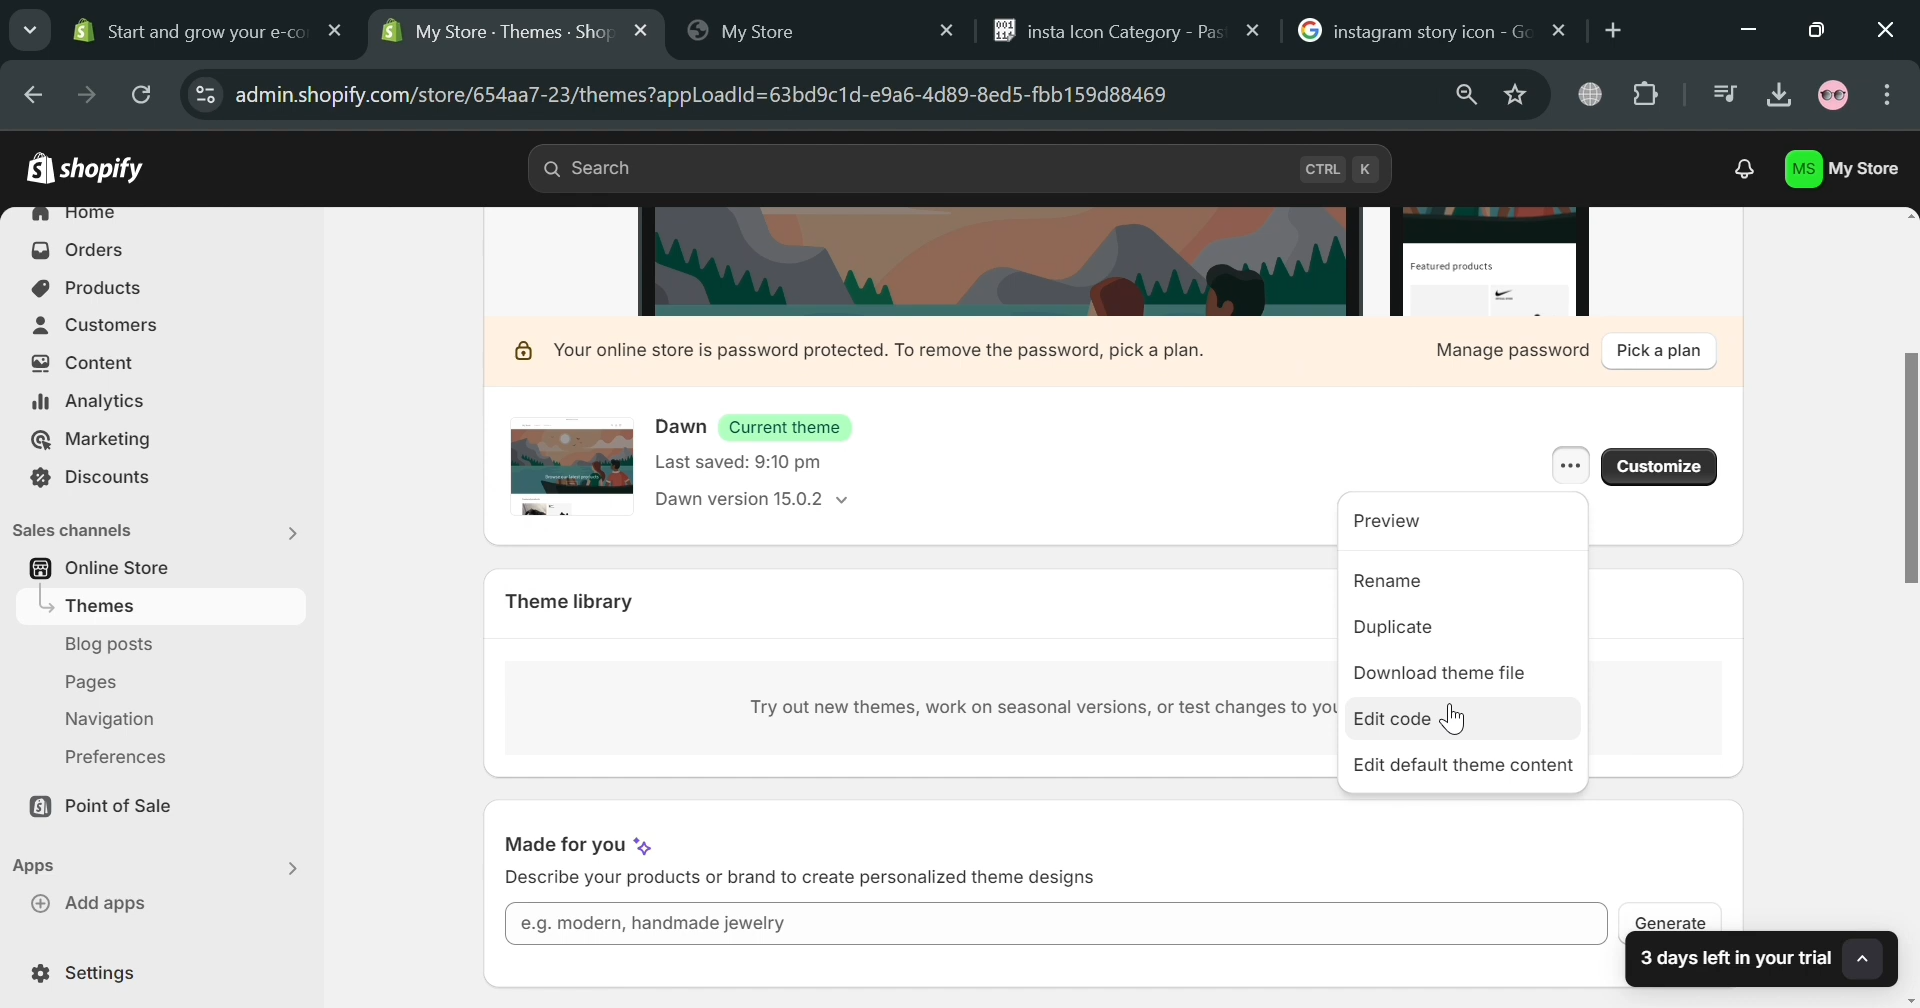 Start and grow your e-co
My Store · Themes · Shop
My Store
insta Icon Category - Pas
instagram story icon - Go
admin.shopify.com/store/654aa7-23/themes?appLoadId=63bd9c1d-e9a6-4d89-8ed5-fbb159d88469
shopify
Search
CTRL K
MS My Store
Home
Orders
Products
Customers
Content
Analytics
Marketing
Discounts
Sales channels
Online Store
Themes
Blog posts
Pages
Navigation
Preferences
Point of Sale
Apps
Add apps
Settings
Featured products
Your online store is password protected. To remove the password, pick a plan.
Manage password
Pick a plan
Dawn
Current theme
Last saved: 9:10 pm
Dawn version 15.0.2
Customize
Preview
Rename
Duplicate
Download theme file
Edit code
Edit default theme content
Theme library
Try out new themes, work on seasonal versions, or test changes to you
Made for you
Describe your products or brand to create personalized theme designs
e.g. modern, handmade jewelry
Generate
3 days left in your trial